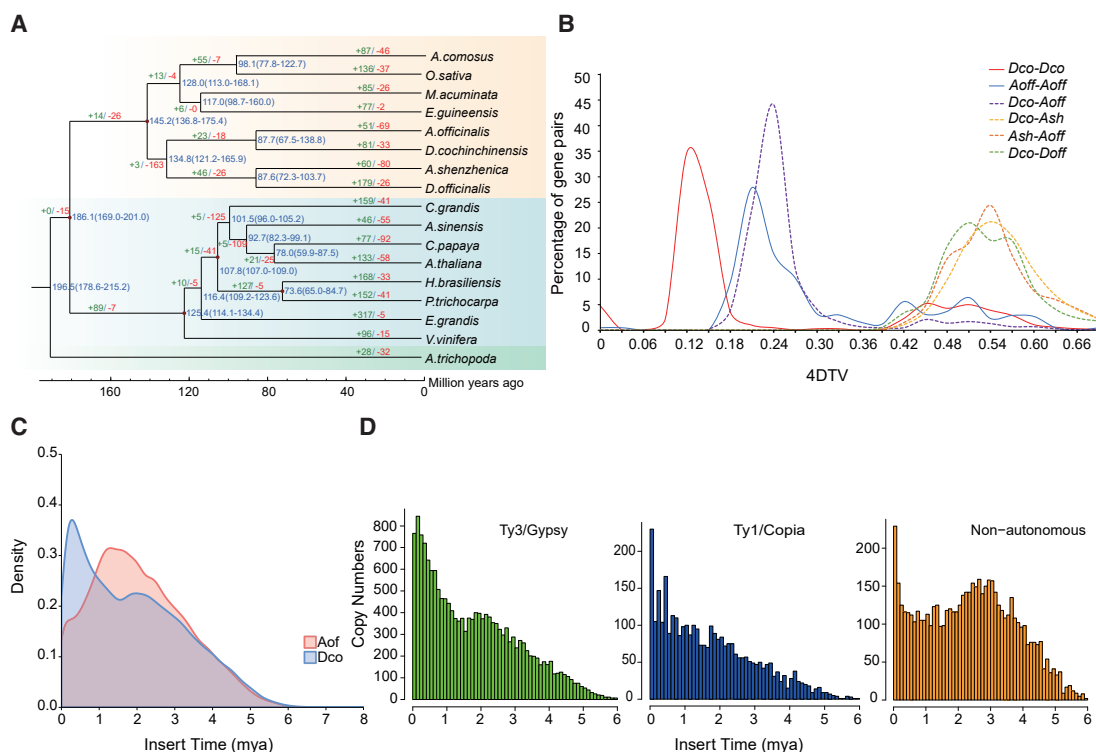 A
+87/ -46
A.comosus
+55/ -7
98.1(77.8-122.7)
+13/ -4
+136/ -37
O.sativa
128.0(113.0-168.1)
+85/ -26
M.acuminata
117.0(98.7-160.0)
+6/ -0
+77/ -2
E.guineensis
+14/ -26
145.2(136.8-175.4)
+51/ -69
A.officinalis
+23/ -18
87.7(67.5-138.8)
+81/ -33
D.cochinchinensis
+3/ -163
134.8(121.2-165.9)
+60/ -80
A.shenzhenica
+46/ -26
87.6(72.3-103.7)
+179/ -26
D.officinalis
+0/ -15
186.1(169.0-201.0)
+159/ -41
C.grandis
+5/ -125
101.5(96.0-105.2)
+46/ -55
A.sinensis
92.7(82.3-99.1)
+5/-109
+77/ -92
C.papaya
+15/ -41
78.0(59.9-87.5)
+21/-25
+133/ -58
A.thaliana
107.8(107.0-109.0)
+168/ -33
H.brasiliensis
+10/ -5
+127/ -5
196.5(178.6-215.2)
116.4(109.2-123.6)
73.6(65.0-84.7)
+152/ -41
P.trichocarpa
+89/ -7
125.4(114.1-134.4)
+317/ -5
E.grandis
+96/ -15
V.vinifera
+28/ -32
A.trichopoda
Million years ago
160 120 80 40 0
B
Dco-Dco
Aoff-Aoff
Dco-Aoff
Dco-Ash
Ash-Aoff
Dco-Doff
Percentage of gene pairs
50
45
40
35
30
25
20
15
10
5
0
0 0.06 0.12 0.18 0.24 0.30 0.36 0.42 0.48 0.54 0.60 0.66
4DTV
C
Density
0.5
0.4
0.3
0.2
0.1
0.0
Aof
Dco
0 1 2 3 4 5 6 7 8
Insert Time (mya)
D
Copy Numbers
Ty3/Gypsy
800
700
600
500
400
300
200
100
0
0 1 2 3 4 5 6
Ty1/Copia
200
150
100
50
0
0 1 2 3 4 5 6
Non-autonomous
200
150
100
50
0
0 1 2 3 4 5 6
Insert Time (mya)